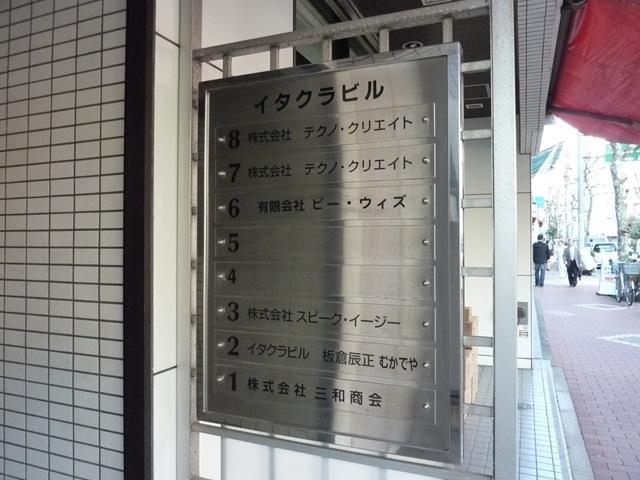 イタクラビル
8 株式会社 テクノ・クリエイト
7 株式会社 テクノ・クリエイト
6 有限会社 ビー・ウィズ
5
4
3 株式会社 スピーク・イージー
2 イタクラビル 板倉辰正 むかでや
1 株式会社 三和商会